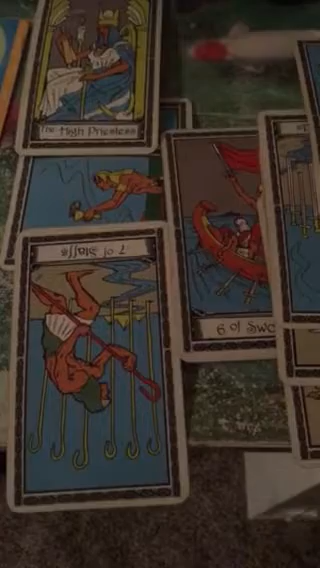 The High Priestess
7 of Staffs
6 of Swo